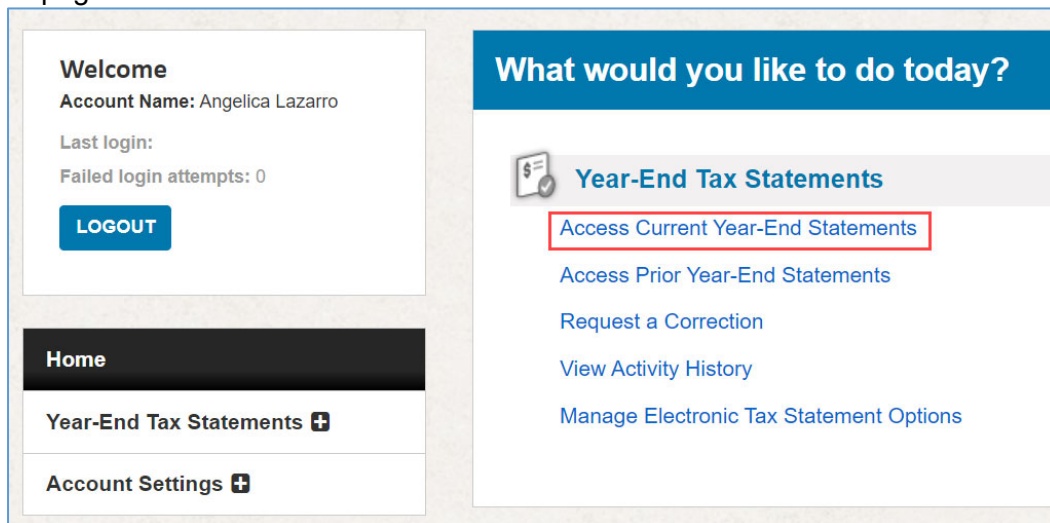 Welcome
Account Name: Angelica Lazarro
Last login:
Failed login attempts: 0
LOGOUT
Home
Year-End Tax Statements
Account Settings
What would you like to do today?
Year-End Tax Statements
Access Current Year-End Statements
Access Prior Year-End Statements
Request a Correction
View Activity History
Manage Electronic Tax Statement Options